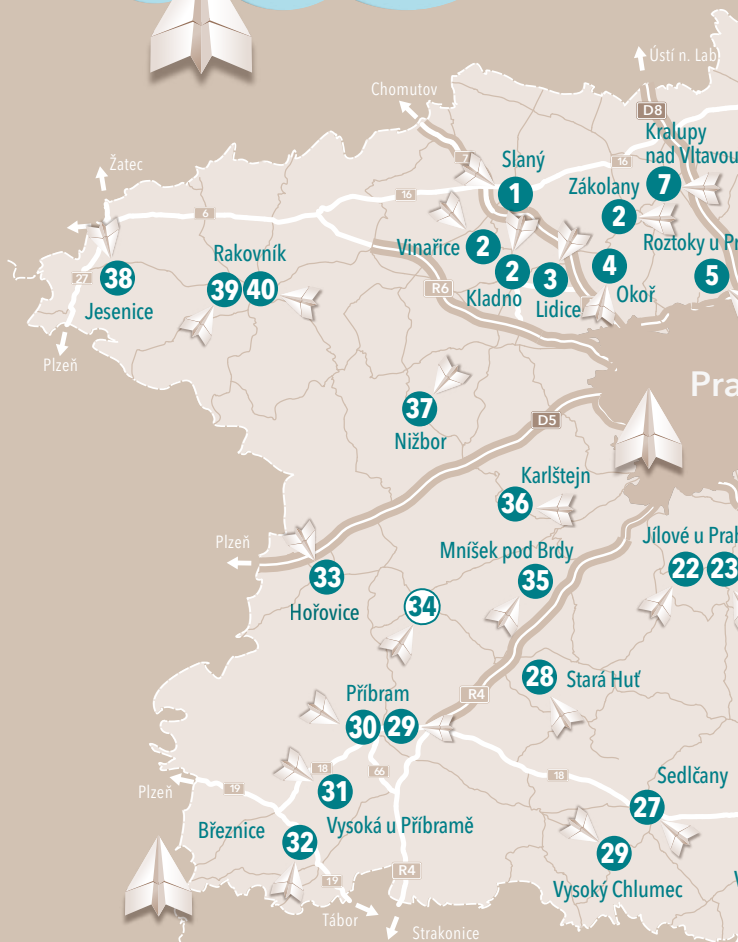 Ústí n. Lab
Chomutov
D8
Kralupy
nad Vltavou
7
Slaný
16
7
Žatec
16
1
Zákolany
2
6
Vinařice
2
Roztoky u Pr
Rakovník
4
5
27
38
39
40
2
3
Okoř
R6
Kladno
Lidice
Jesenice
Plzeň
Pra
37
D5
Nižbor
Karlštejn
36
Plzeň
Mníšek pod Brdy
Jílové u Prah
33
35
22
23
Hořovice
34
28
Stará Huť
Příbram
R4
30
29
18
66
18
Sedlčany
Plzeň
19
31
27
Březnice
32
Vysoká u Příbramě
29
R4
19
Vysoký Chlumec
Tábor
Strakonice